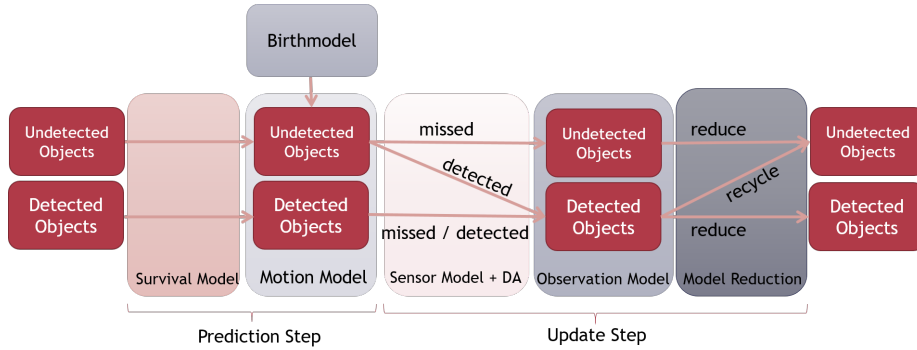 Birthmodel
Undetected
Objects
Undetected
Objects
missed
Undetected
Objects
reduce
Undetected
Objects
detected
recycle
Detected
Objects
Detected
Objects
missed / detected
Detected
Objects
reduce
Detected
Objects
Survival Model
Motion Model
Sensor Model + DA
Observation Model
Model Reduction
Prediction Step
Update Step